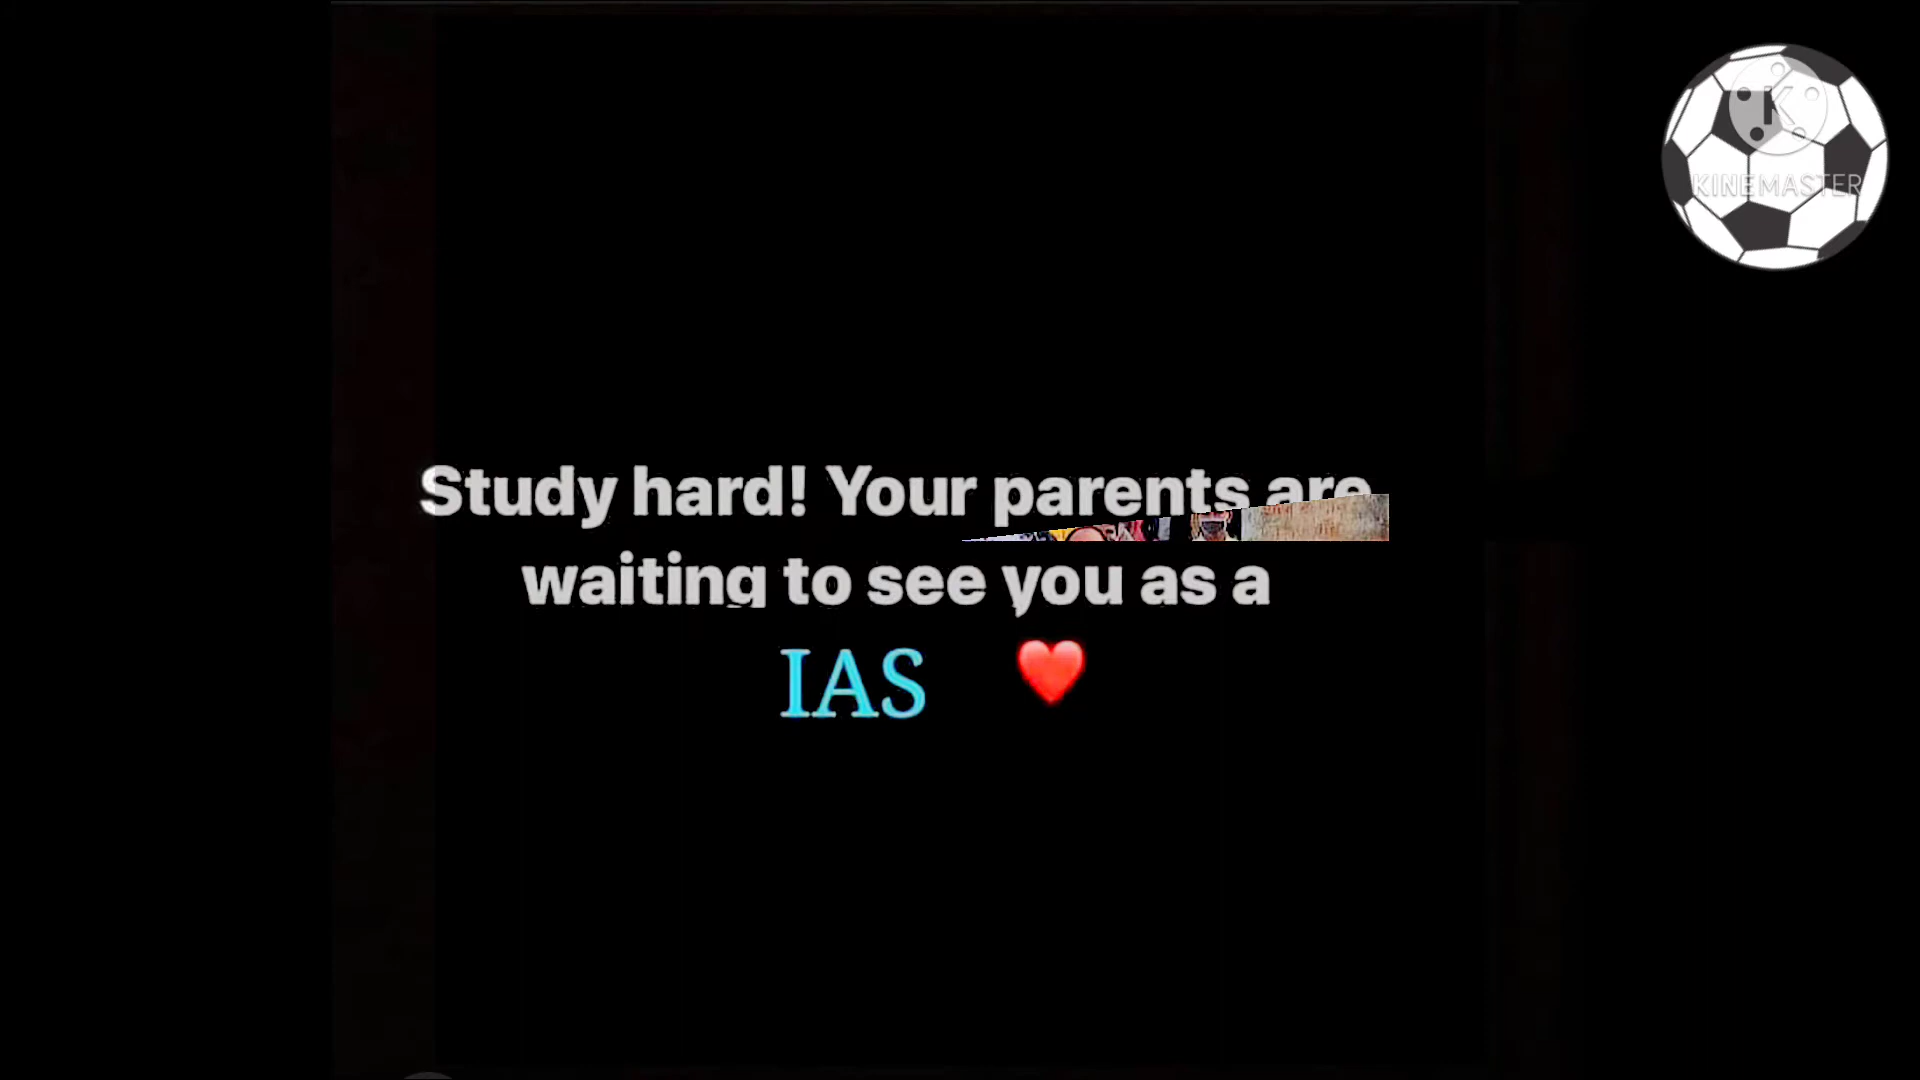 K
KINEMASTER
Study hard! Your parents are
waiting to see you as a
IAS ❤️